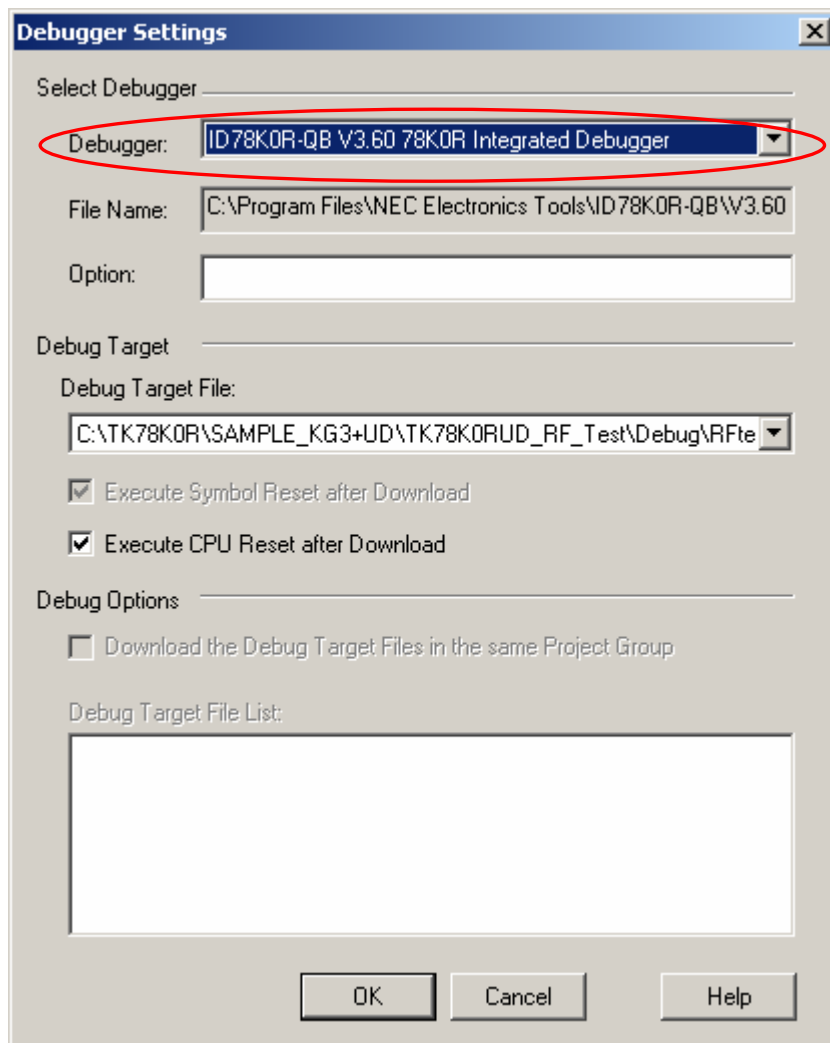 Debugger Settings
Select Debugger
Debugger: ID78K0R-QB V3.60 78K0R Integrated Debugger
File Name: C:\Program Files\NEC Electronics Tools\ID78K0R-QB\V3.60
Option:
Debug Target
Debug Target File:
C:\TK78K0R\SAMPLE_KG3+UD\TK78K0RUD_RF_Test\Debug\RFte
Execute Symbol Reset after Download
Execute CPU Reset after Download
Debug Options
Download the Debug Target Files in the same Project Group
Debug Target File List:
OK Cancel Help